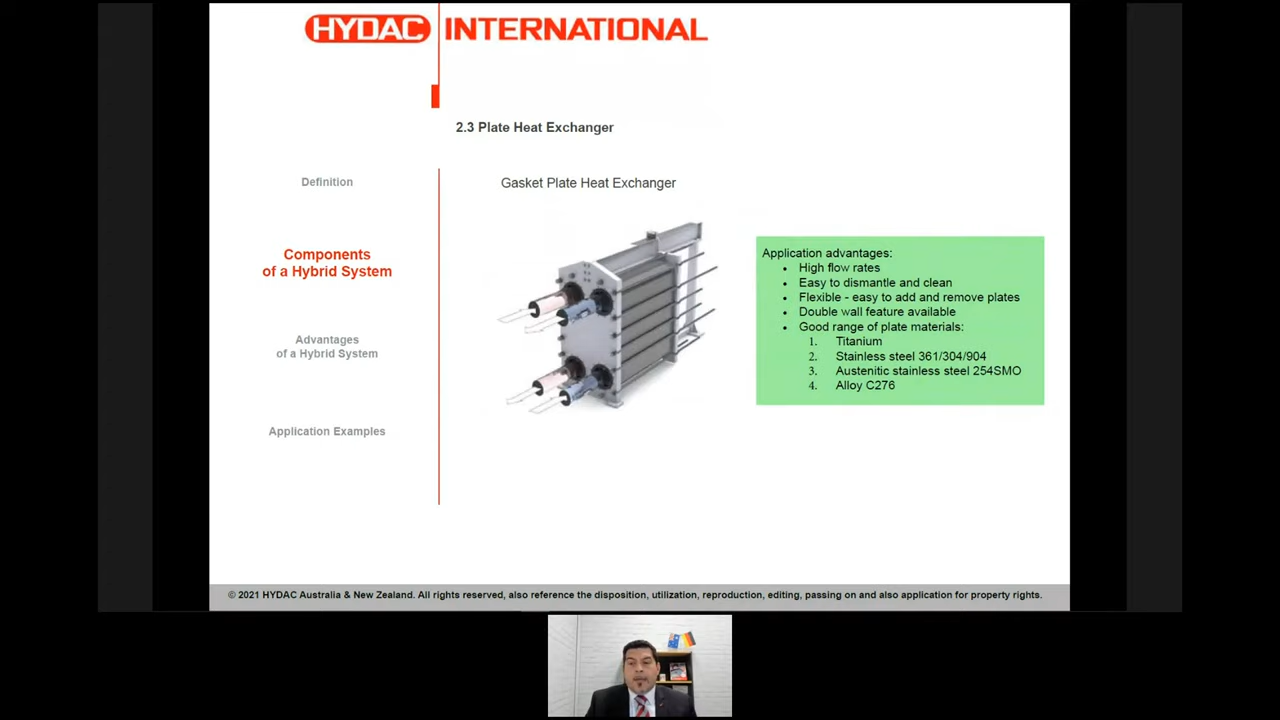 HYDAC INTERNATIONAL
2.3 Plate Heat Exchanger
Definition
Components
of a Hybrid System
Advantages
of a Hybrid System
Application Examples
Gasket Plate Heat Exchanger
Application advantages:
• High flow rates
• Easy to dismantle and clean
• Flexible - easy to add and remove plates
• Double wall feature available
• Good range of plate materials:
1. Titanium
2. Stainless steel 361/304/904
3. Austenitic stainless steel 254SMO
4. Alloy C276
© 2021 HYDAC Australia & New Zealand. All rights reserved, also reference the disposition, utilization, reproduction, editing, passing on and also application for property rights.